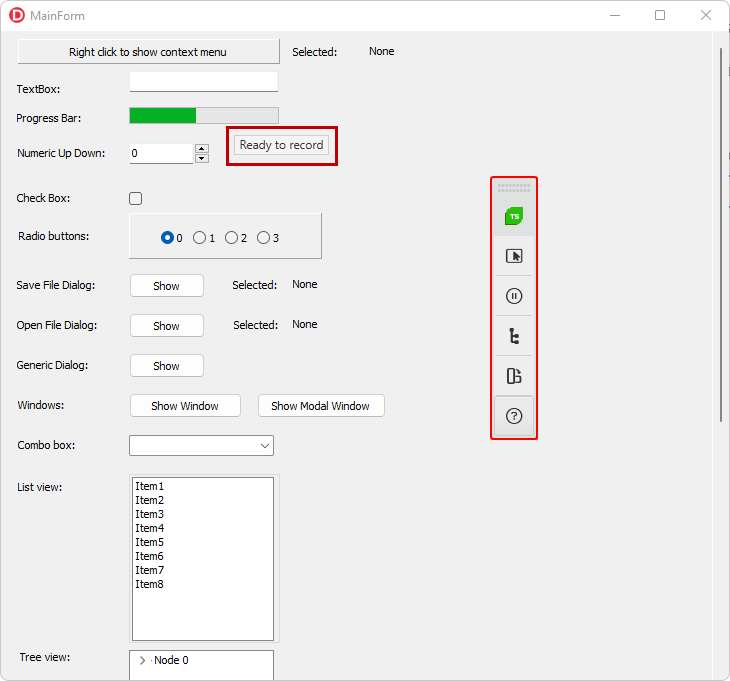 D MainForm
Right click to show context menu Selected: None
TextBox:
Progress Bar:
Ready to record
Numeric Up Down: 0
TS
Check Box:
Radio buttons: 0 1 2 3
Save File Dialog: Show Selected: None
Open File Dialog: Show Selected: None
Generic Dialog: Show
Windows: Show Window Show Modal Window
?
Combo box:
List view:
Item1
Item2
Item3
Item4
Item5
Item6
Item7
Item8
Tree view: Node 0